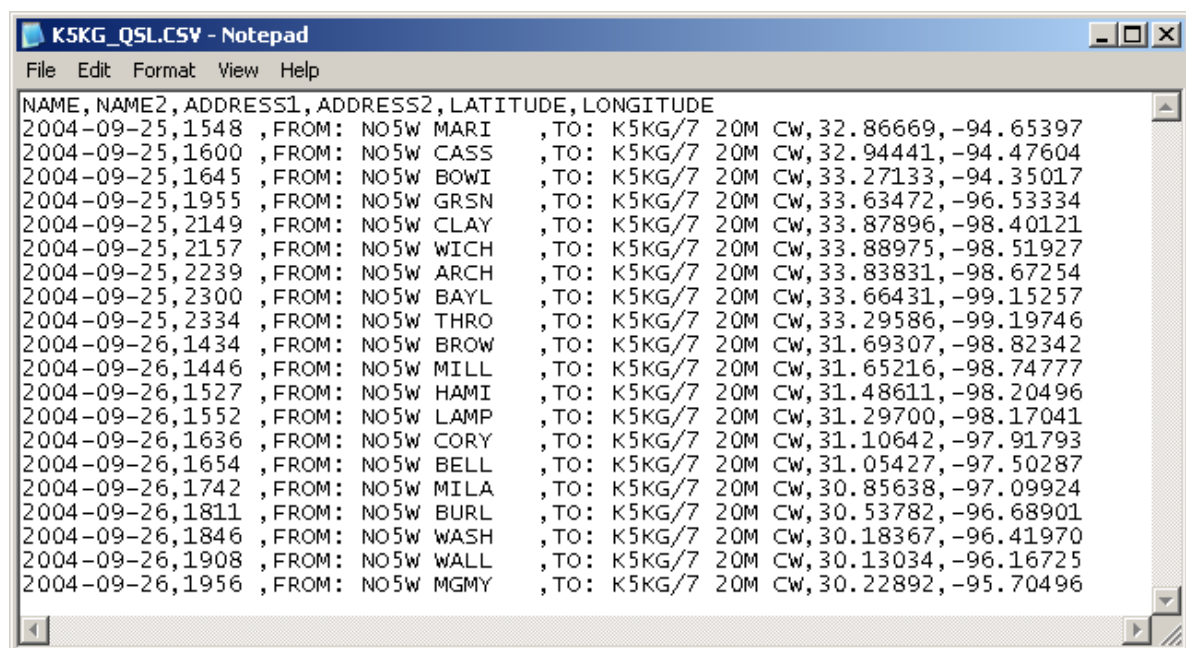 K5KG_QSL.CSV - Notepad
File Edit Format View Help
NAME,NAME2,ADDRESS1,ADDRESS2,LATITUDE,LONGITUDE
2004-09-25,1548 ,FROM: NO5W MARI    ,TO: K5KG/7 20M CW,32.86669,-94.65397
2004-09-25,1600 ,FROM: NO5W CASS    ,TO: K5KG/7 20M CW,32.94441,-94.47604
2004-09-25,1645 ,FROM: NO5W BOWI    ,TO: K5KG/7 20M CW,33.27133,-94.35017
2004-09-25,1955 ,FROM: NO5W GRSN    ,TO: K5KG/7 20M CW,33.63472,-96.53334
2004-09-25,2149 ,FROM: NO5W CLAY    ,TO: K5KG/7 20M CW,33.87896,-98.40121
2004-09-25,2157 ,FROM: NO5W WICH    ,TO: K5KG/7 20M CW,33.88975,-98.51927
2004-09-25,2239 ,FROM: NO5W ARCH    ,TO: K5KG/7 20M CW,33.83831,-98.67254
2004-09-25,2300 ,FROM: NO5W BAYL    ,TO: K5KG/7 20M CW,33.66431,-99.15257
2004-09-25,2334 ,FROM: NO5W THRO    ,TO: K5KG/7 20M CW,33.29586,-99.19746
2004-09-26,1434 ,FROM: NO5W BROW    ,TO: K5KG/7 20M CW,31.69307,-98.82342
2004-09-26,1446 ,FROM: NO5W MILL    ,TO: K5KG/7 20M CW,31.65216,-98.74777
2004-09-26,1527 ,FROM: NO5W HAMI    ,TO: K5KG/7 20M CW,31.48611,-98.20496
2004-09-26,1552 ,FROM: NO5W LAMP    ,TO: K5KG/7 20M CW,31.29700,-98.17041
2004-09-26,1636 ,FROM: NO5W CORY    ,TO: K5KG/7 20M CW,31.10642,-97.91793
2004-09-26,1654 ,FROM: NO5W BELL    ,TO: K5KG/7 20M CW,31.05427,-97.50287
2004-09-26,1742 ,FROM: NO5W MILA    ,TO: K5KG/7 20M CW,30.85638,-97.09924
2004-09-26,1811 ,FROM: NO5W BURL    ,TO: K5KG/7 20M CW,30.53782,-96.68901
2004-09-26,1846 ,FROM: NO5W WASH    ,TO: K5KG/7 20M CW,30.18367,-96.41970
2004-09-26,1908 ,FROM: NO5W WALL    ,TO: K5KG/7 20M CW,30.13034,-96.16725
2004-09-26,1956 ,FROM: NO5W MGMY    ,TO: K5KG/7 20M CW,30.22892,-95.70496